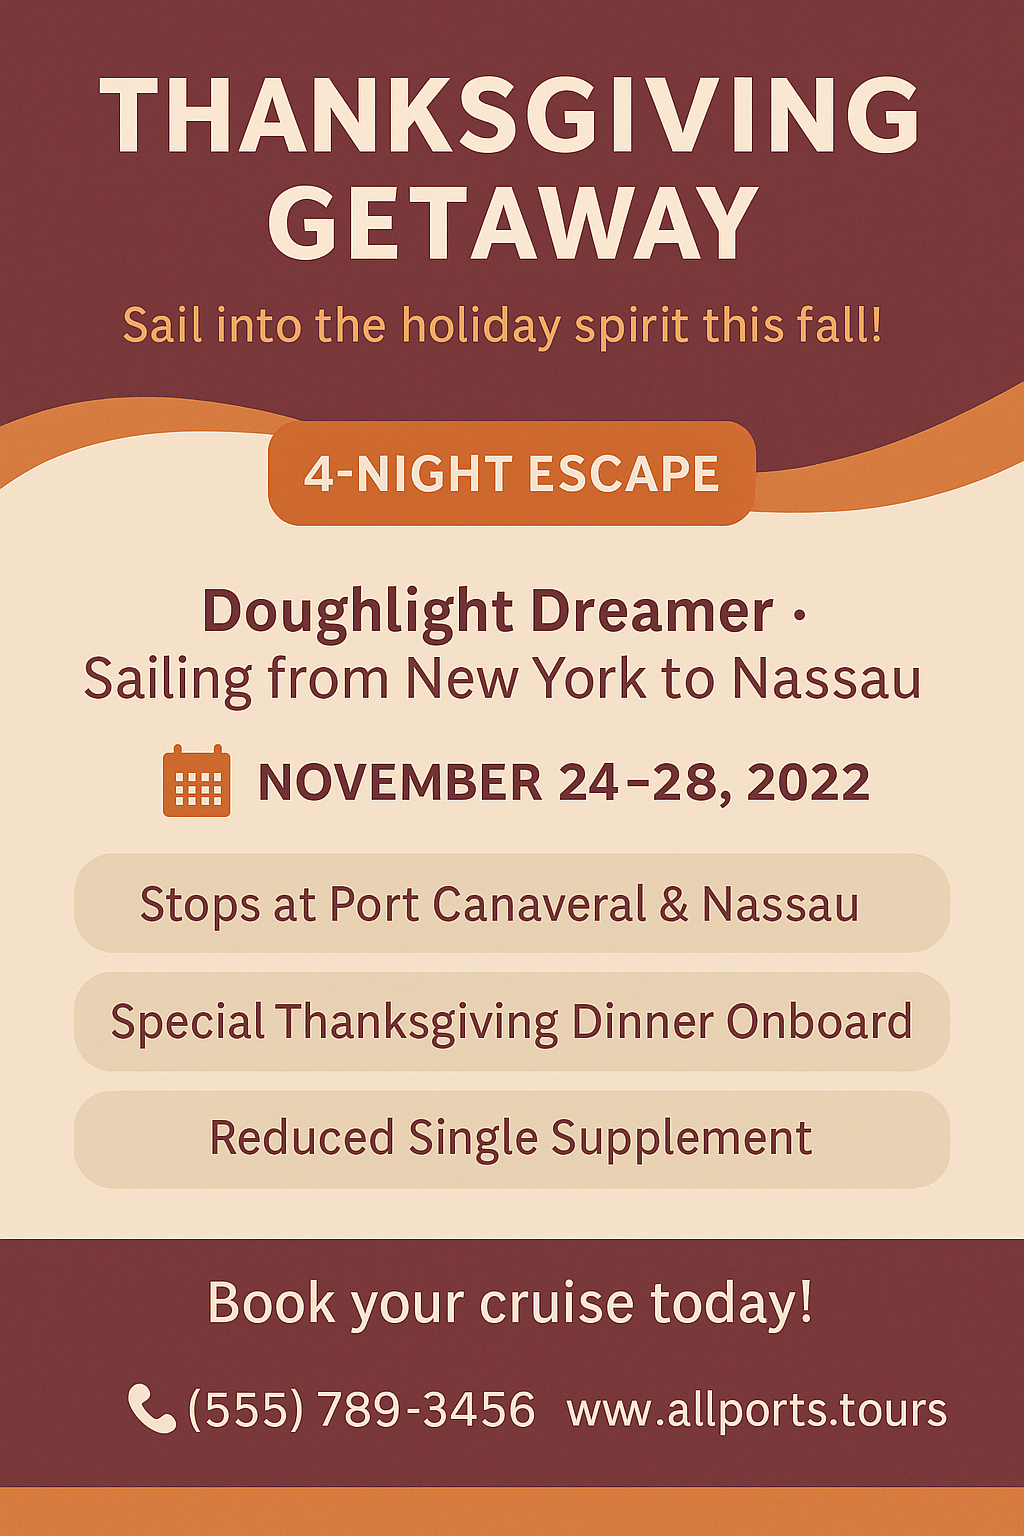 THANKSGIVING
GETAWAY
Sail into the holiday spirit this fall!
4-NIGHT ESCAPE
Doughlight Dreamer •
Sailing from New York to Nassau
NOVEMBER 24–28, 2022
Stops at Port Canaveral & Nassau
Special Thanksgiving Dinner Onboard
Reduced Single Supplement
Book your cruise today!
(555) 789-3456 www.allports.tours